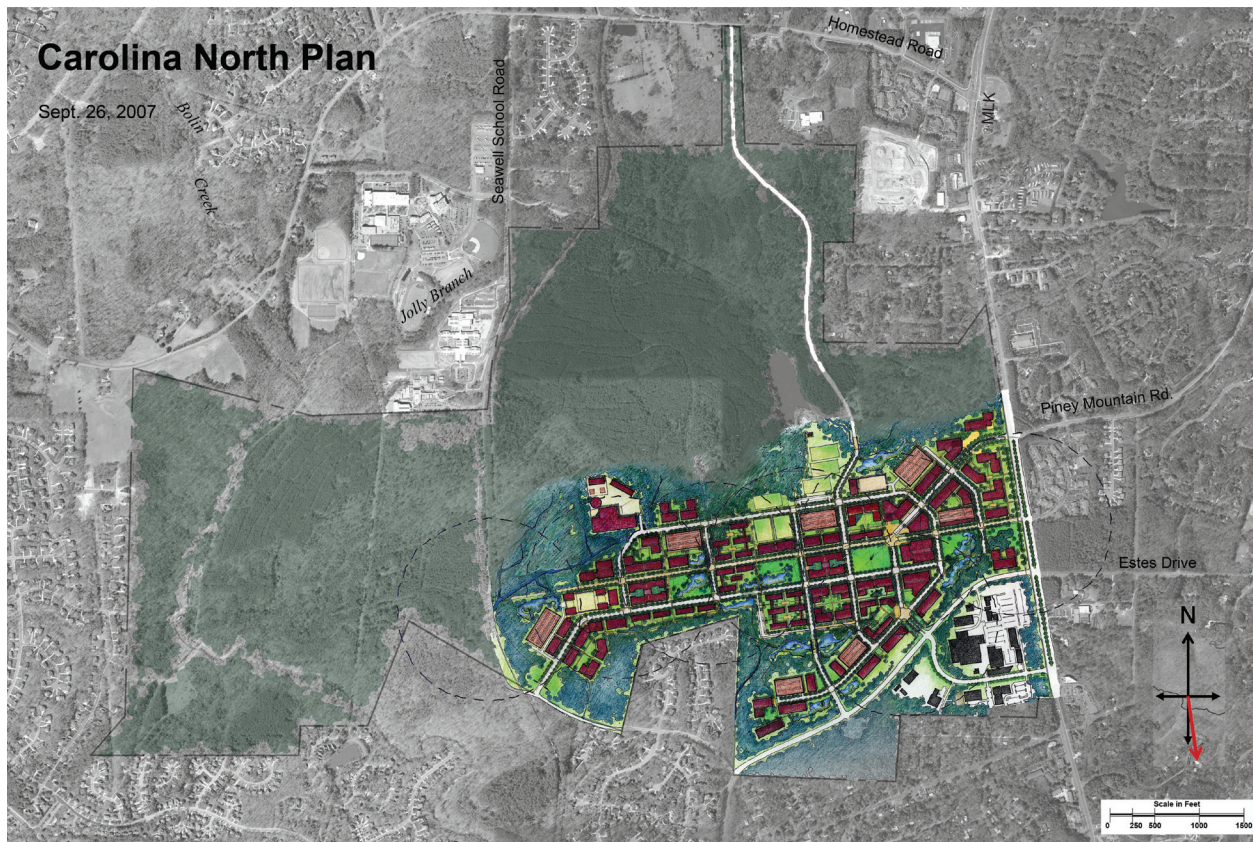 Carolina North Plan
Sept. 26, 2007
Homestead Road
MLK
Seawell School Road
Bolin
Creek
Jolly Branch
Piney Mountain Rd.
Estes Drive
N
Scale in Feet
0 250 500 1000 1500